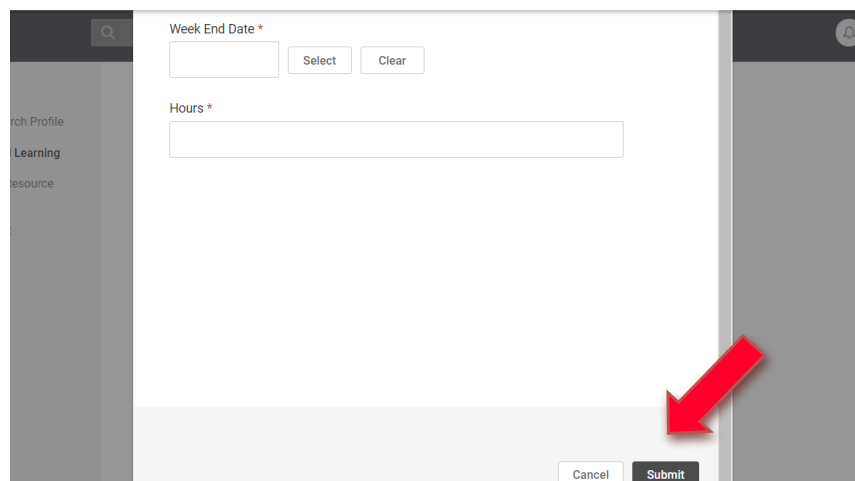 Week End Date *
Select Clear
Hours *
rch Profile
Learning
esource
Cancel Submit